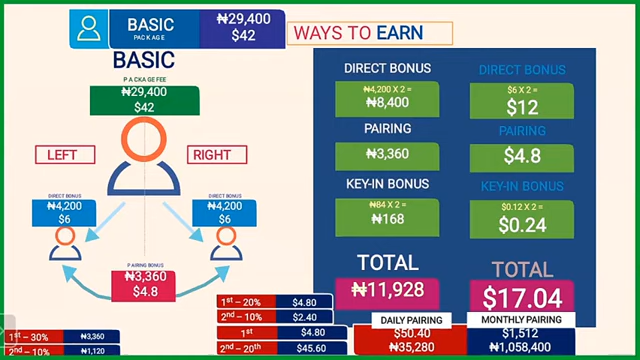 BASIC
PACKAGE
₦29,400
$42
WAYS TO EARN
BASIC
PACKAGE FEE
₦29,400
$42
LEFT
RIGHT
DIRECT BONUS
₦4,200
$6
DIRECT BONUS
₦4,200
$6
PAIRING BONUS
₦3,360
$4.8
DIRECT BONUS
₦4,200 X 2 =
₦8,400
PAIRING
₦3,360
KEY-IN BONUS
₦84 X 2 =
₦168
TOTAL
₦11,928
DIRECT BONUS
$6 X 2 =
$12
PAIRING
$4.8
KEY-IN BONUS
$0.12 X 2 =
$0.24
TOTAL
$17.04
1st – 30% ₦3,360
2nd – 10% ₦1,120
1st – 20% $4.80
2nd – 10% $2.40
1st $4.80
2nd – 20th $45.60
DAILY PAIRING
$50.40
₦35,280
MONTHLY PAIRING
$1,512
₦1,058,400